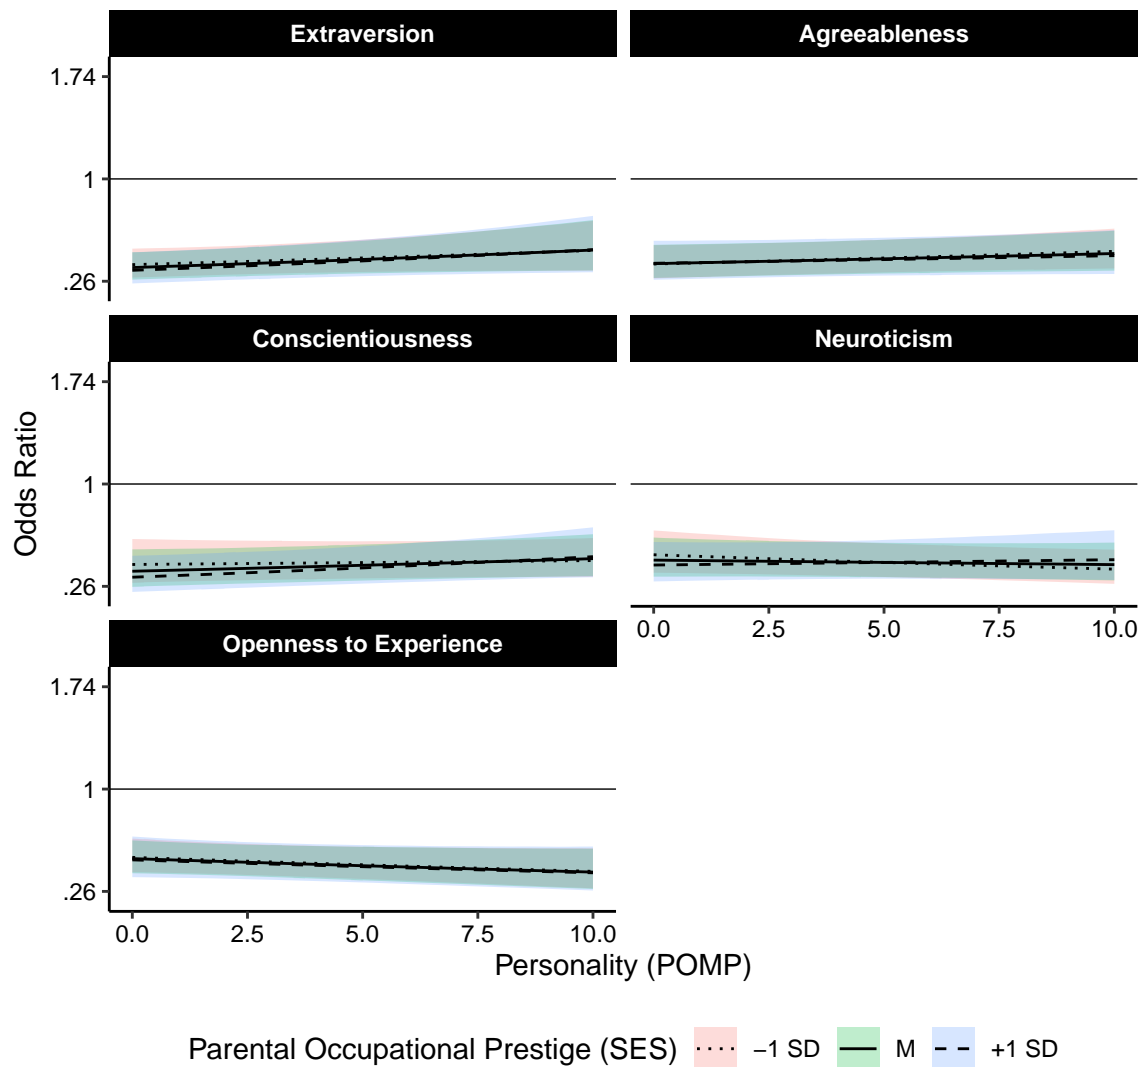 Extraversion
Agreeableness
1.74
1
.26
Conscientiousness
Neuroticism
1.74
1
.26
0.0 2.5 5.0 7.5 10.0
Openness to Experience
1.74
1
.26
0.0 2.5 5.0 7.5 10.0
Odds Ratio
Personality (POMP)
Parental Occupational Prestige (SES) −1 SD M +1 SD